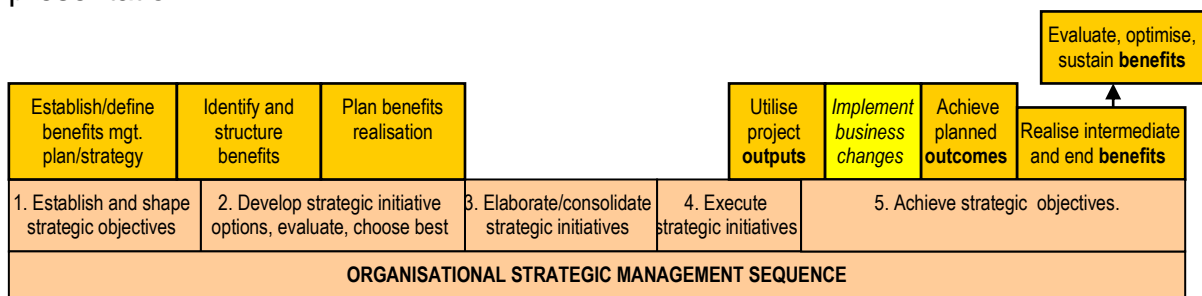 Evaluate, optimise,
sustain benefits
Establish/define
benefits mgt.
plan/strategy
Identify and
structure
benefits
Plan benefits
realisation
Utilise
project
outputs
Implement
business
changes
Achieve
planned
outcomes
Realise intermediate
and end benefits
1. Establish and shape
strategic objectives
2. Develop strategic initiative
options, evaluate, choose best
3. Elaborate/consolidate
strategic initiatives
4. Execute
strategic initiatives
5. Achieve strategic objectives.
ORGANISATIONAL STRATEGIC MANAGEMENT SEQUENCE